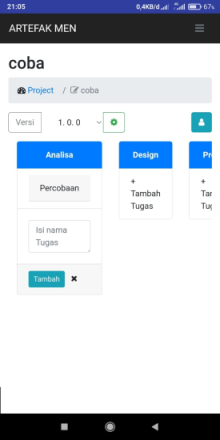 21:05 0,4KB/d 67%
ARTEFAK MEN
coba
Project / coba
Versi 1. 0. 0
Analisa Design
Percobaan
+ Tambah Tugas
Isi nama Tugas
Tambah